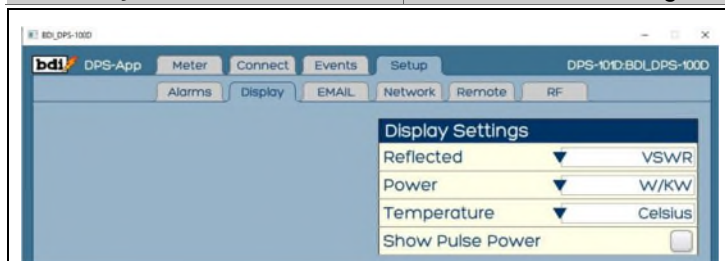 BDI_DPS-100D
bdi DPS-App Meter Connect Events Setup DPS-101D:BDI_DPS-100D
Alarms Display EMAIL Network Remote RF
Display Settings
Reflected VSWR
Power W/KW
Temperature Celsius
Show Pulse Power